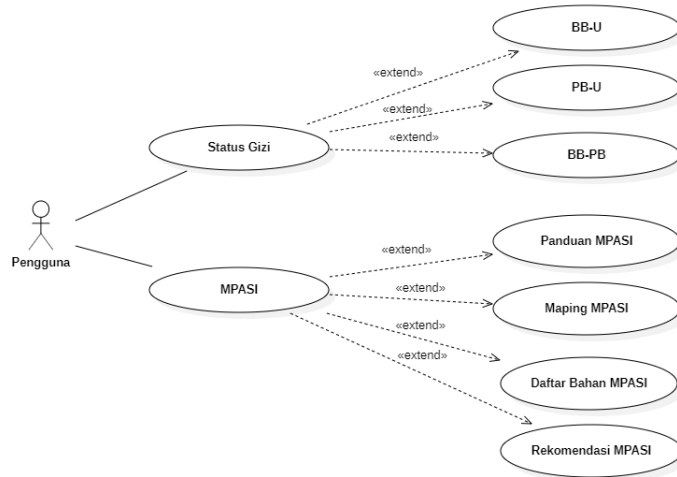 BB-U
«extend»
PB-U
«extend»
Status Gizi
«extend»
BB-PB
Pengguna
Panduan MPASI
«extend»
MPASI
«extend»
Maping MPASI
«extend»
«extend»
Daftar Bahan MPASI
Rekomendasi MPASI